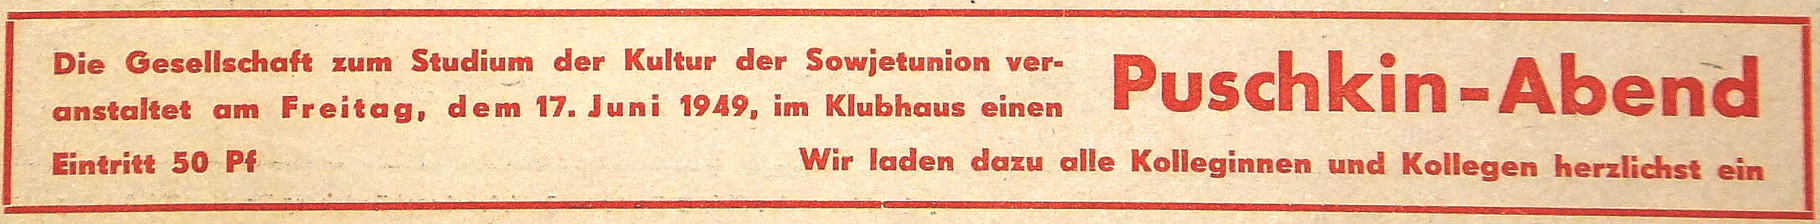 Die Gesellschaft zum Studium der Kultur der Sowjetunion ver-
anstaltet am Freitag, dem 17. Juni 1949, im Klubhaus einen
Puschkin-Abend
Eintritt 50 Pf
Wir laden dazu alle Kolleginnen und Kollegen herzlichst ein